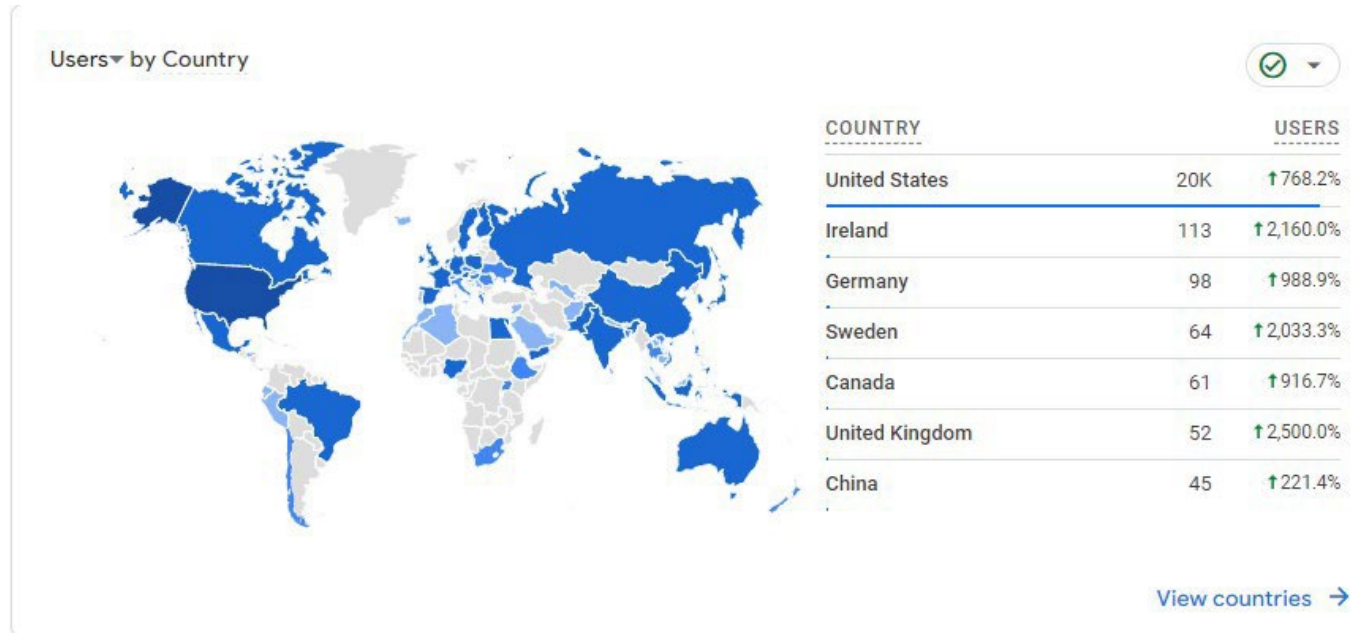 Users by Country
COUNTRY USERS
United States 20K ↑768.2%
Ireland 113 ↑2,160.0%
Germany 98 ↑988.9%
Sweden 64 ↑2,033.3%
Canada 61 ↑916.7%
United Kingdom 52 ↑2,500.0%
China 45 ↑221.4%
View countries →